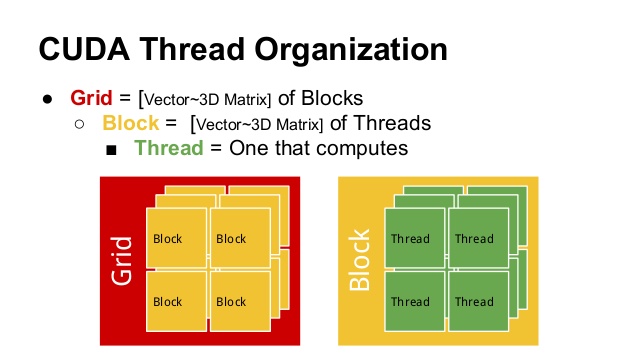 CUDA Thread Organization
● Grid = [Vector~3D Matrix] of Blocks
○ Block = [Vector~3D Matrix] of Threads
■ Thread = One that computes
Grid
Block Block
Block Block
Block
Thread Thread
Thread Thread